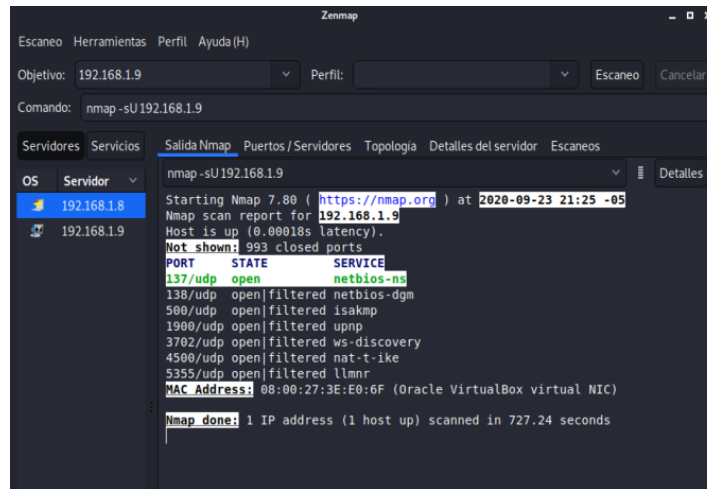 Zenmap
Escaneo Herramientas Perfil Ayuda (H)
Objetivo: 192.168.1.9 Perfil: Escaneo Cancelar
Comando: nmap -sU 192.168.1.9
Servidores Servicios Salida Nmap Puertos / Servidores Topología Detalles del servidor Escaneos
nmap -sU 192.168.1.9 Detalles
OS Servidor
192.168.1.8
192.168.1.9
Starting Nmap 7.80 ( https://nmap.org ) at 2020-09-23 21:25 -05
Nmap scan report for 192.168.1.9
Host is up (0.00018s latency).
Not shown: 993 closed ports
PORT STATE SERVICE
137/udp open netbios-ns
138/udp open|filtered netbios-dgm
500/udp open|filtered isakmp
1900/udp open|filtered upnp
3702/udp open|filtered ws-discovery
4500/udp open|filtered nat-t-ike
5355/udp open|filtered llmnr
MAC Address: 08:00:27:3E:E0:6F (Oracle VirtualBox virtual NIC)
Nmap done: 1 IP address (1 host up) scanned in 727.24 seconds